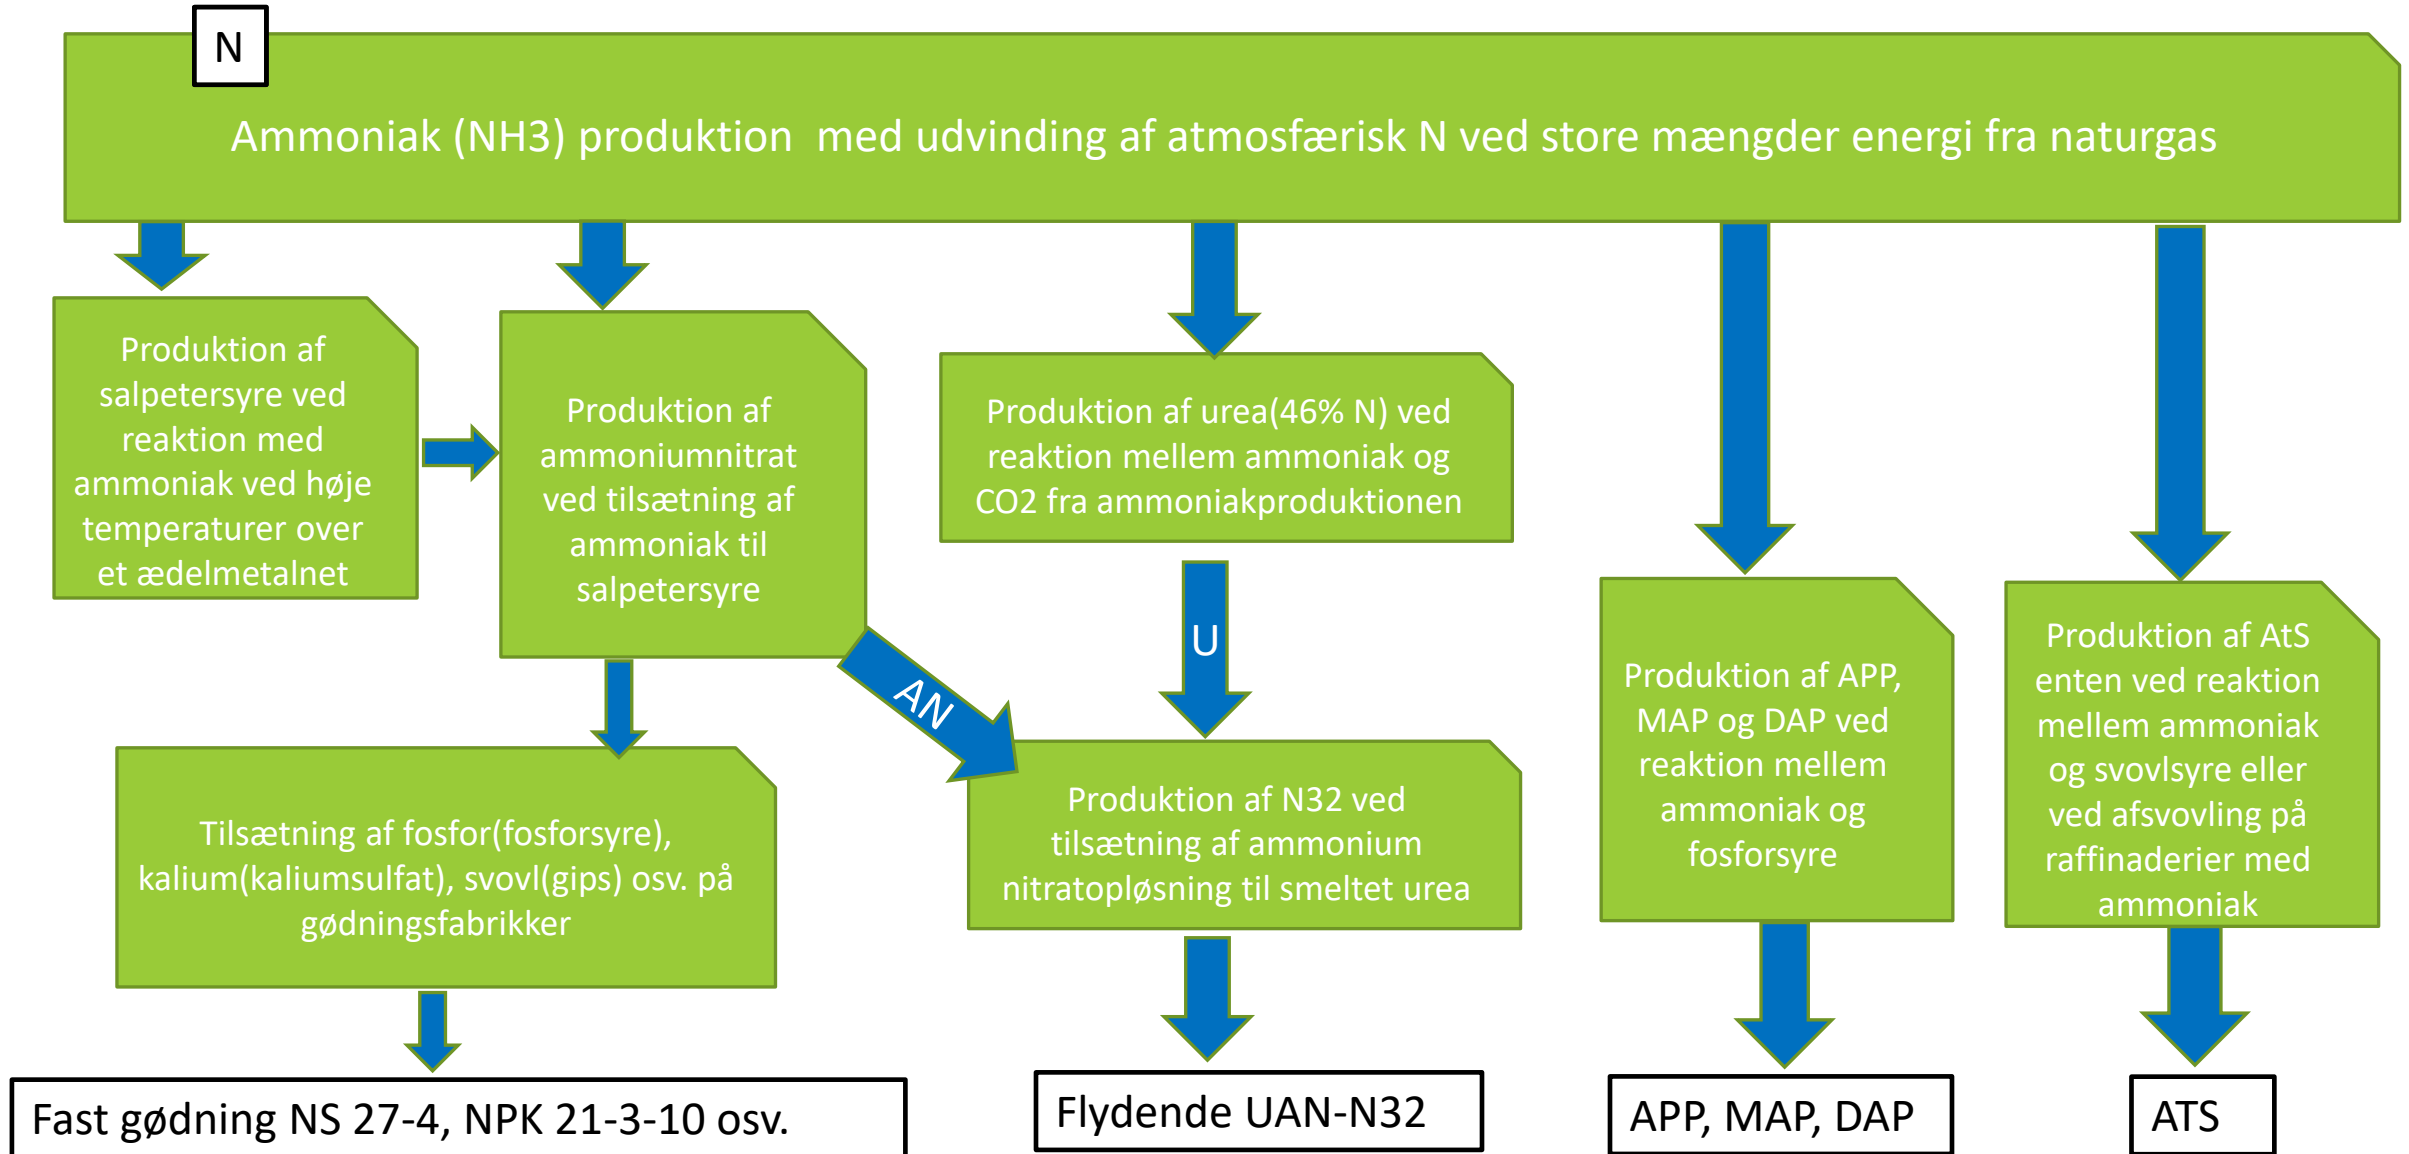 N
Ammoniak (NH3) produktion med udvinding af atmosfærisk N ved store mængder energi fra naturgas
Produktion af
salpetersyre ved
reaktion med
ammoniak ved høje
temperaturer over
et ædelmetalnet
Produktion af
ammoniumnitrat
ved tilsætning af
ammoniak til
salpetersyre
Produktion af urea(46% N) ved
reaktion mellem ammoniak og
CO2 fra ammoniakproduktionen
Produktion af APP,
MAP og DAP ved
reaktion mellem
ammoniak og
fosforsyre
Produktion af AtS
enten ved reaktion
mellem ammoniak
og svovlsyre eller
ved afsvovling på
raffinaderier med
ammoniak
AN
U
Tilsætning af fosfor(fosforsyre),
kalium(kaliumsulfat), svovl(gips) osv. på
gødningsfabrikker
Produktion af N32 ved
tilsætning af ammonium
nitratopløsning til smeltet urea
Fast gødning NS 27-4, NPK 21-3-10 osv.
Flydende UAN-N32
APP, MAP, DAP
ATS